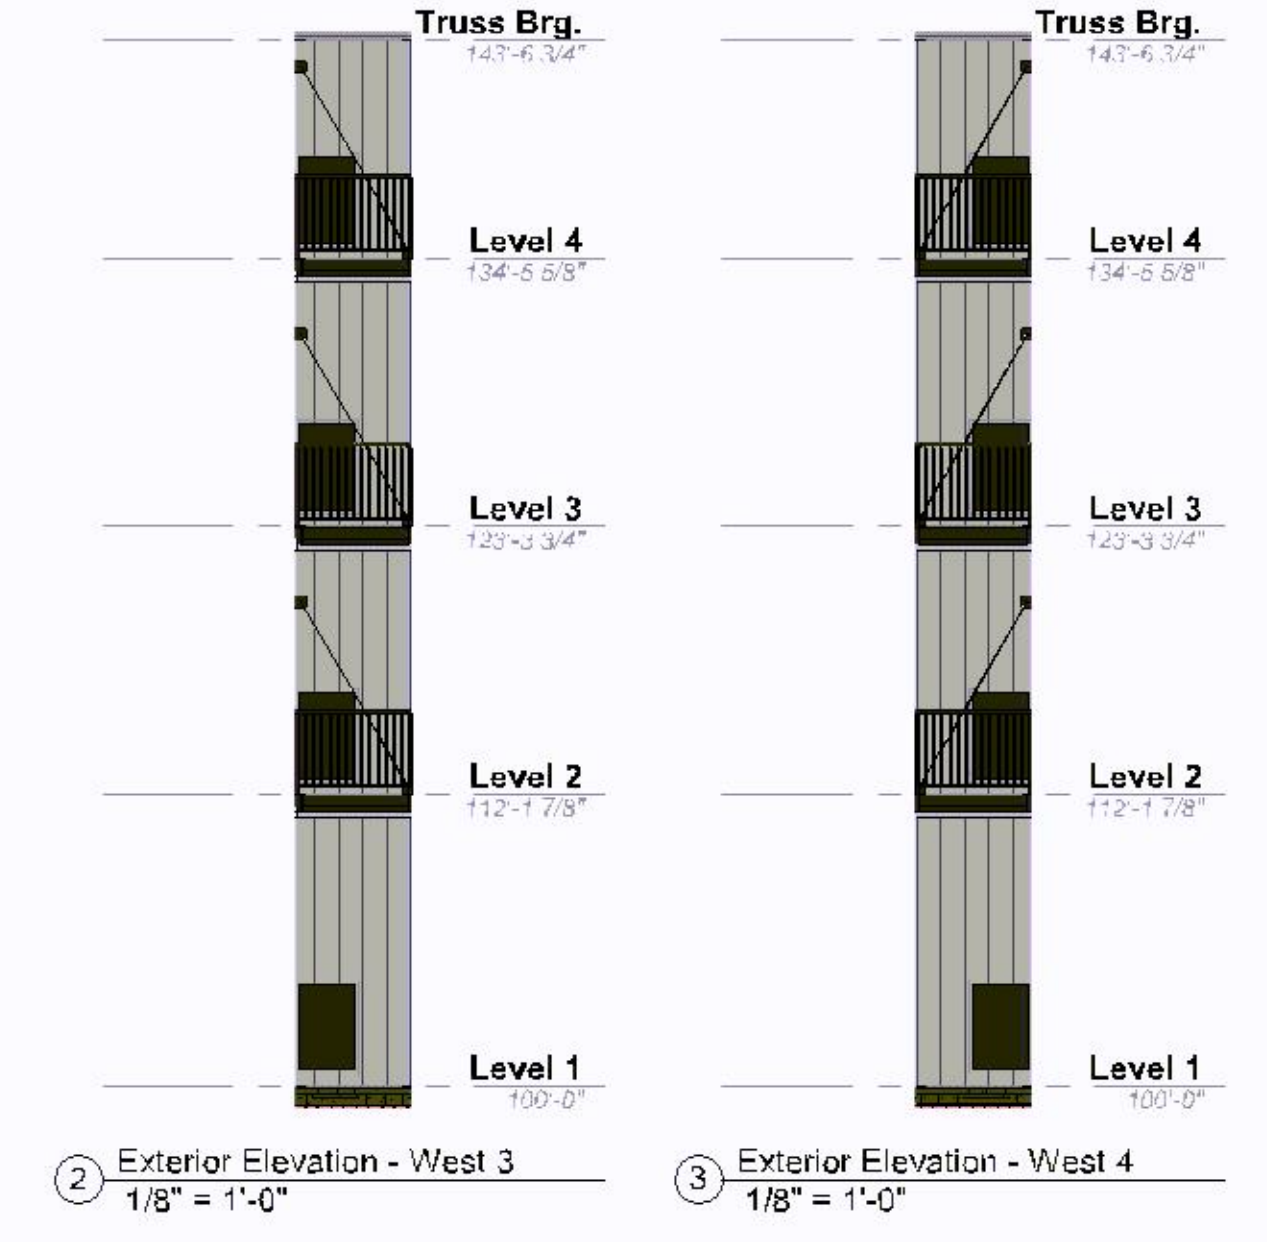 Truss Brg.
143'-6 3/4"
Level 4
134'-5 5/8"
Level 3
123'-3 3/4"
Level 2
112'-1 7/8"
Level 1
100'-0"
2
Exterior Elevation - West 3
1/8" = 1'-0"
Truss Brg.
143'-6 3/4"
Level 4
134'-5 5/8"
Level 3
123'-3 3/4"
Level 2
112'-1 7/8"
Level 1
100'-0"
3
Exterior Elevation - West 4
1/8" = 1'-0"